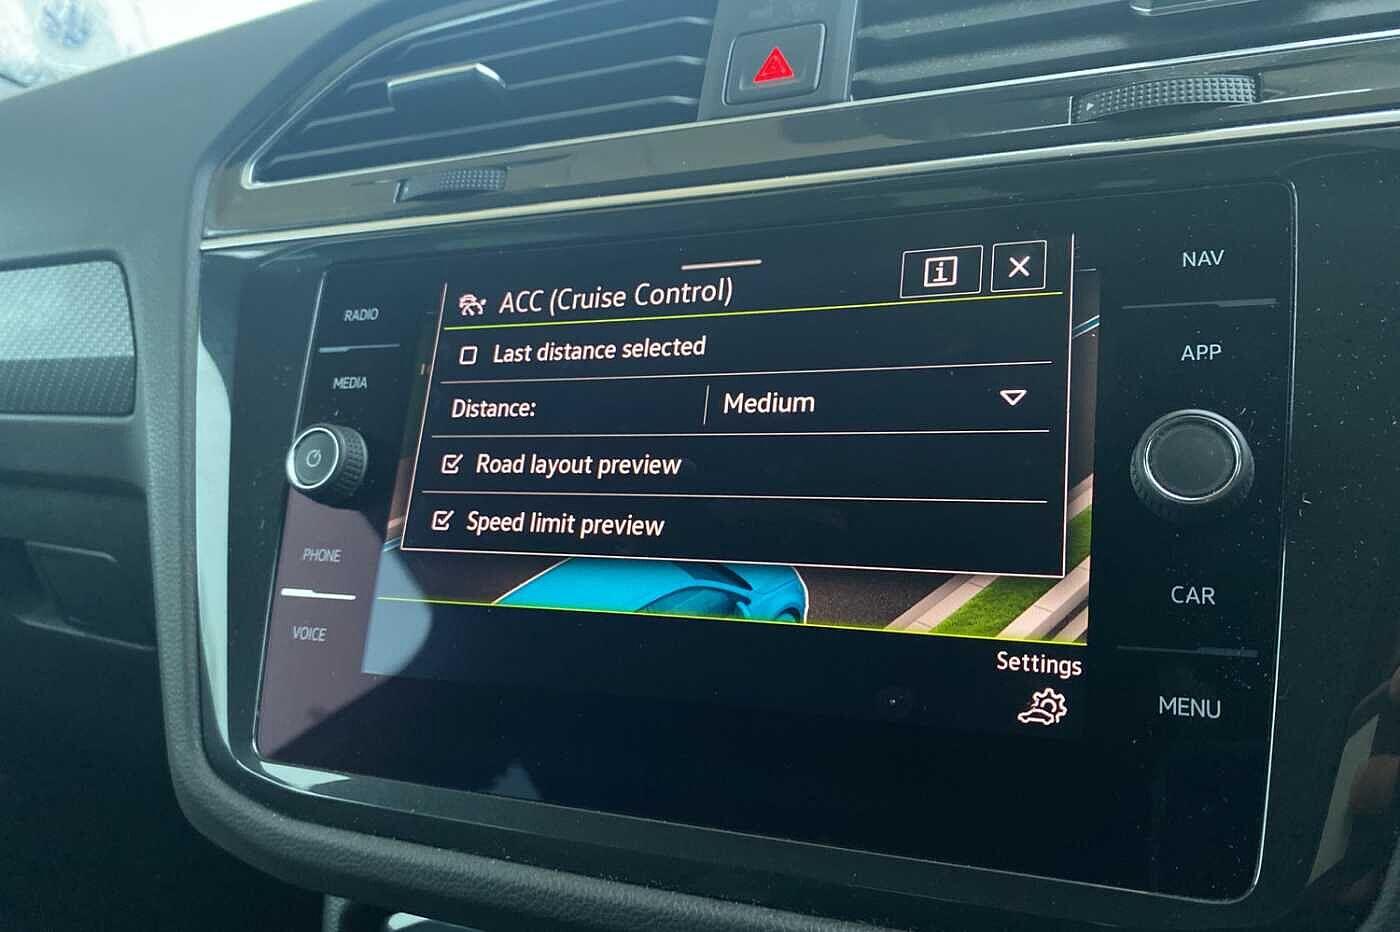 RADIO
MEDIA
PHONE
VOICE
ACC (Cruise Control)
i
Last distance selected
Distance: Medium
Road layout preview
Speed limit preview
Settings
NAV
APP
CAR
MENU